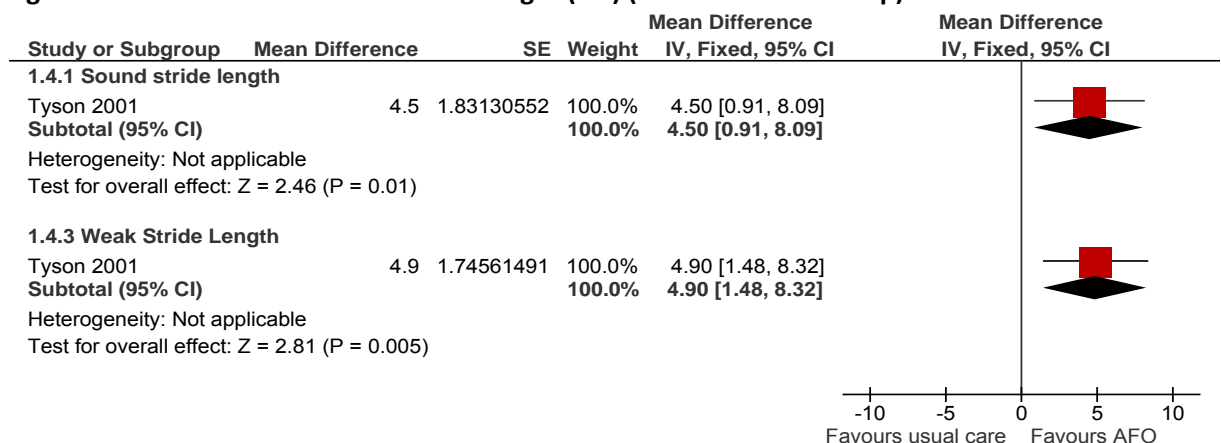 Mean Difference Mean Difference
Study or Subgroup Mean Difference SE Weight IV, Fixed, 95% CI IV, Fixed, 95% CI
1.4.1 Sound stride length
Tyson 2001 4.5 1.83130552 100.0% 4.50 [0.91, 8.09]
Subtotal (95% CI) 100.0% 4.50 [0.91, 8.09]
Heterogeneity: Not applicable
Test for overall effect: Z = 2.46 (P = 0.01)
1.4.3 Weak Stride Length
Tyson 2001 4.9 1.74561491 100.0% 4.90 [1.48, 8.32]
Subtotal (95% CI) 100.0% 4.90 [1.48, 8.32]
Heterogeneity: Not applicable
Test for overall effect: Z = 2.81 (P = 0.005)
-10 -5 0 5 10
Favours usual care Favours AFO